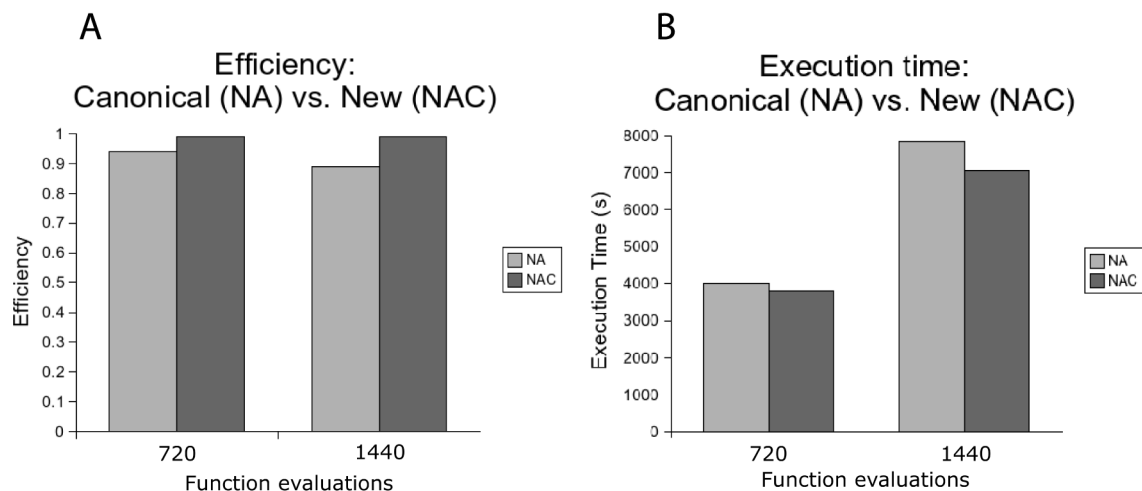 A
Efficiency:
Canonical (NA) vs. New (NAC)
1
0.9
0.8
0.7
0.6
0.5
0.4
0.3
0.2
0.1
0
Efficiency
720
1440
Function evaluations
NA
NAC
B
Execution time:
Canonical (NA) vs. New (NAC)
8000
7000
6000
5000
4000
3000
2000
1000
0
Execution Time (s)
720
1440
Function evaluations
NA
NAC